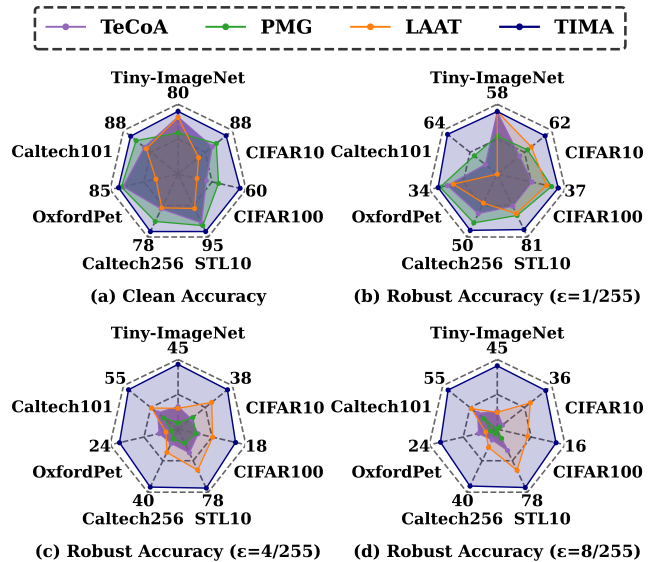 TeCoA PMG LAAT TIMA
Tiny-ImageNet
80
88 88
Caltech101 CIFAR10
85 60
OxfordPet CIFAR100
78 95
Caltech256 STL10
(a) Clean Accuracy
Tiny-ImageNet
58
64 62
Caltech101 CIFAR10
34 37
OxfordPet CIFAR100
50 81
Caltech256 STL10
(b) Robust Accuracy (ε=1/255)
Tiny-ImageNet
45
55 38
Caltech101 CIFAR10
24 18
OxfordPet CIFAR100
40 78
Caltech256 STL10
(c) Robust Accuracy (ε=4/255)
Tiny-ImageNet
45
55 36
Caltech101 CIFAR10
24 16
OxfordPet CIFAR100
40 78
Caltech256 STL10
(d) Robust Accuracy (ε=8/255)